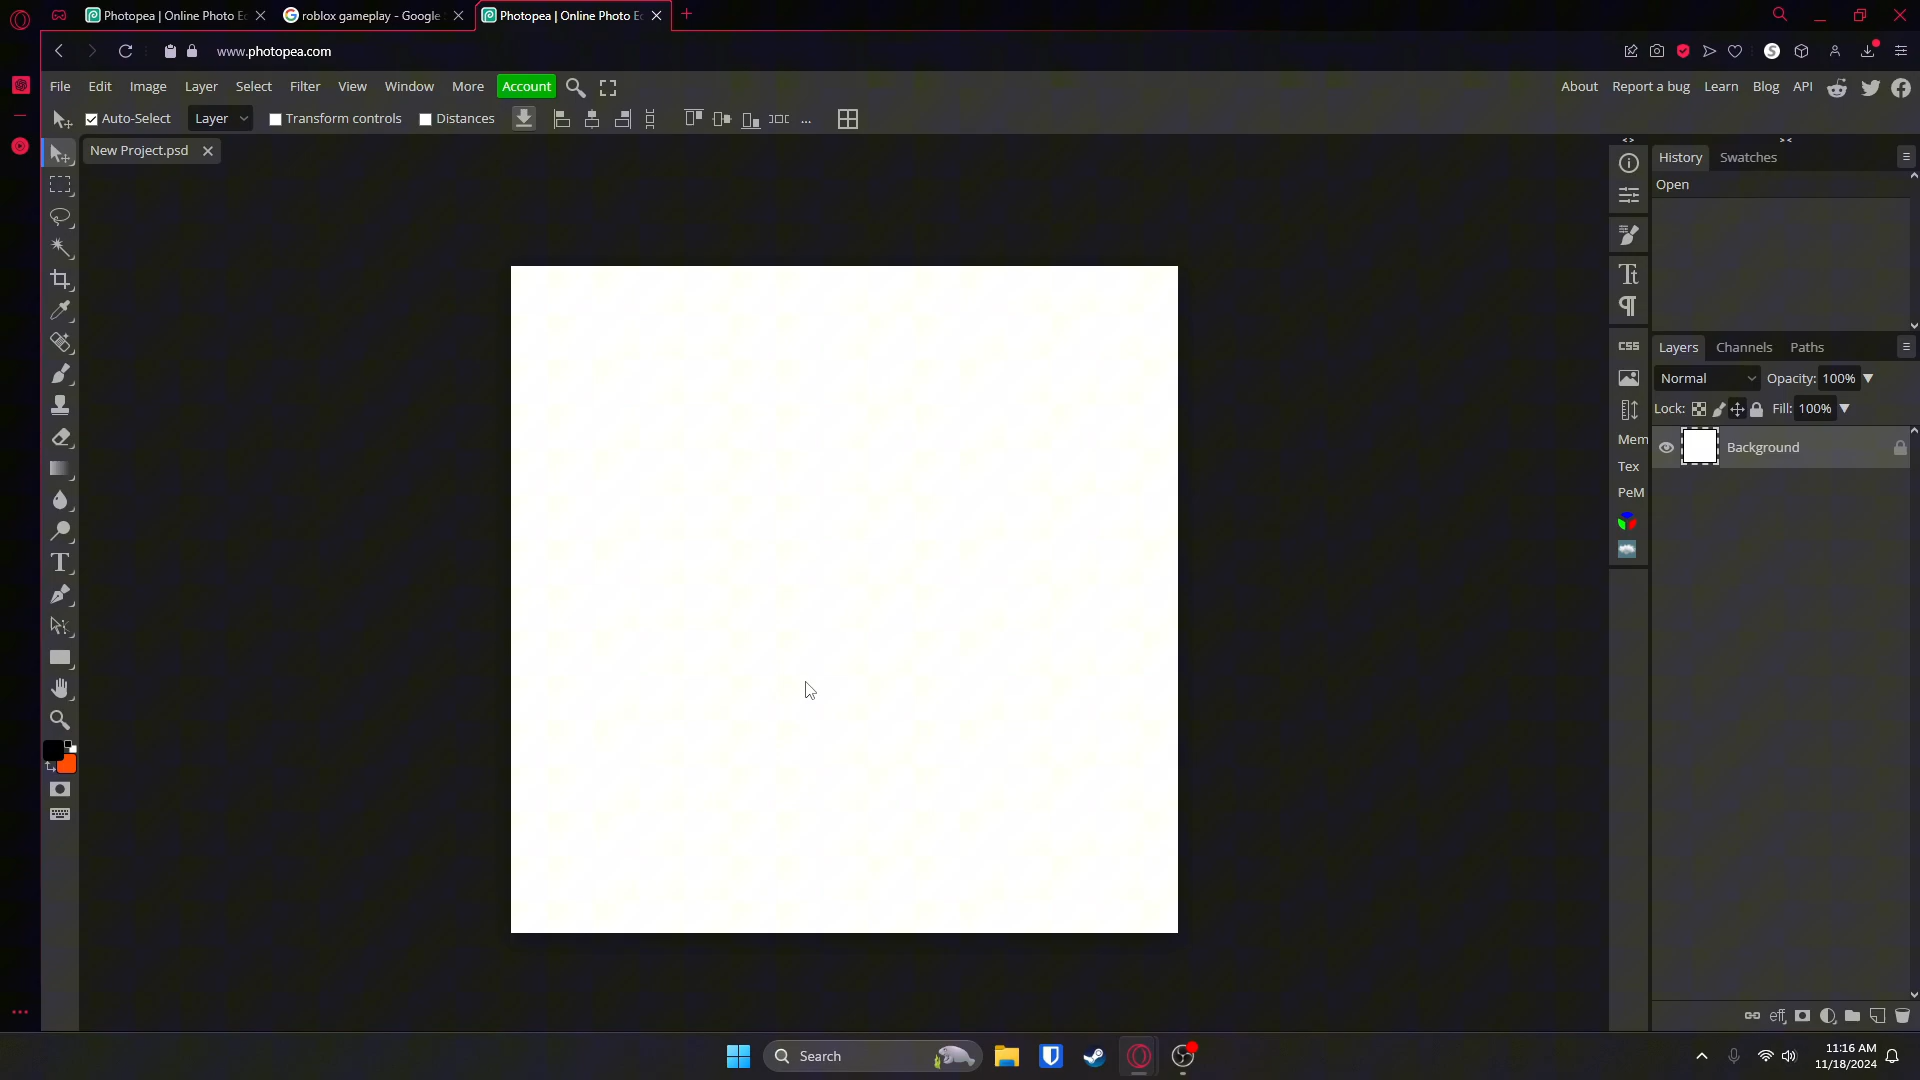 Photopea | Online Photo Ec
roblox gameplay - Google
Photopea | Online Photo Ec
www.photopea.com
File Edit Image Layer Select Filter View Window More Account
About Report a bug Learn Blog API
Auto-Select Layer Transform controls Distances ...
New Project.psd
History Swatches
Open
Layers Channels Paths
Normal Opacity: 100%
Lock: Fill: 100%
Background
CSS
Mem
Tex
PeM
eff
Search
11:16 AM
11/18/2024